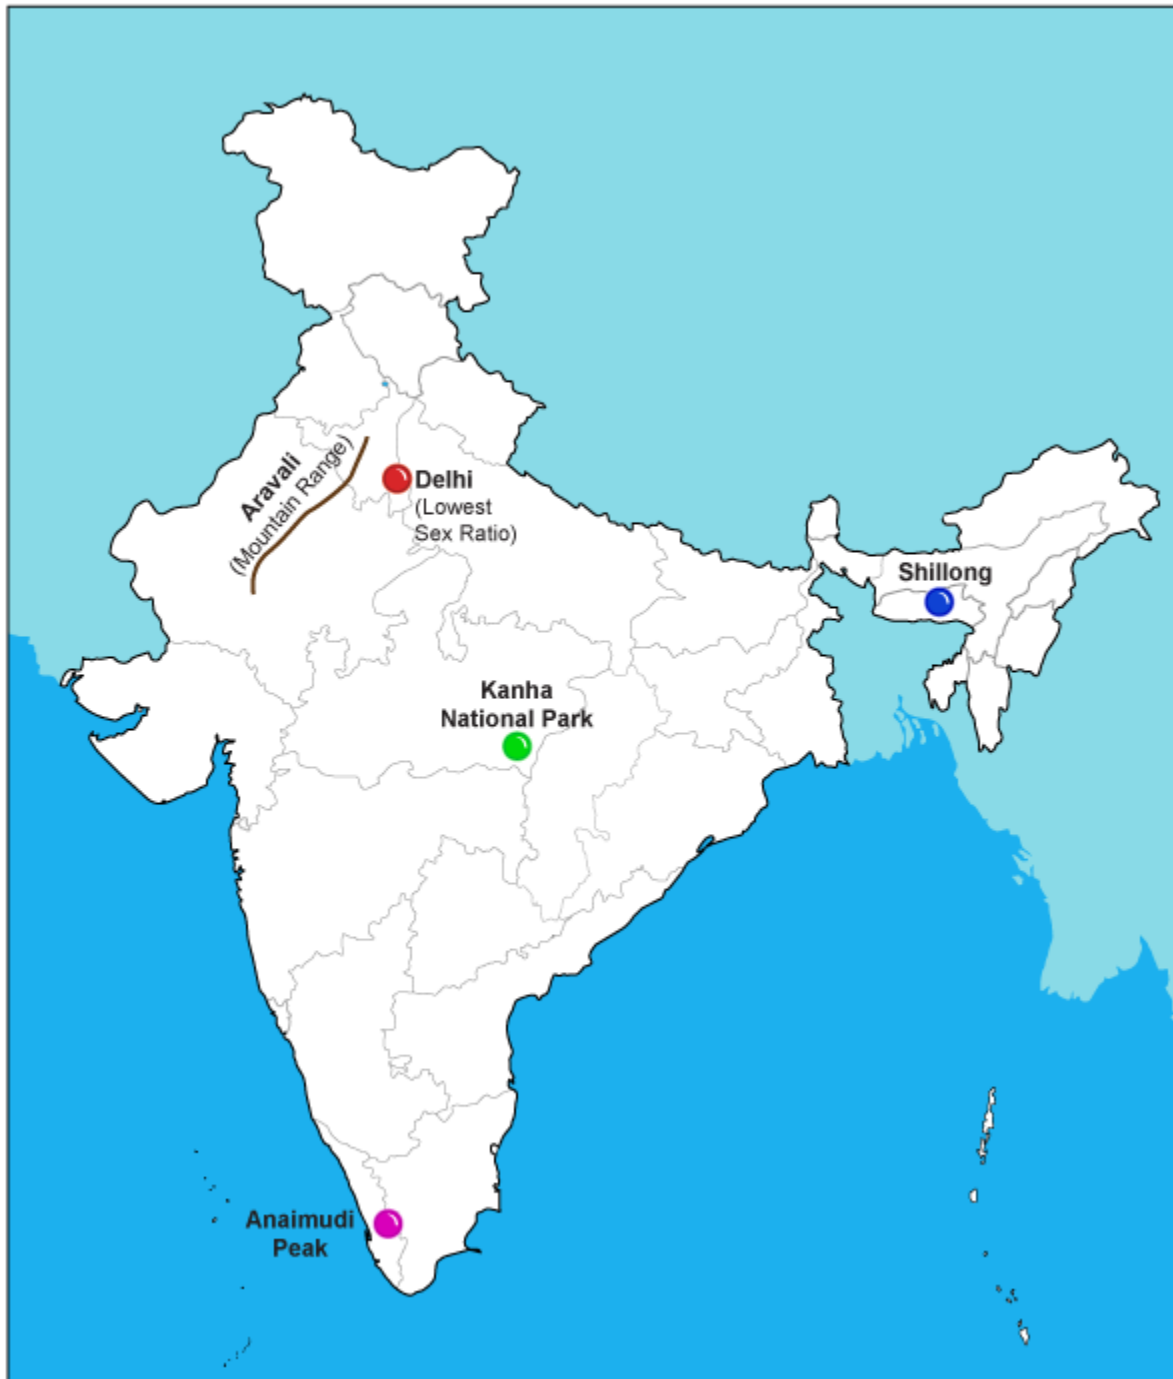 Aravali
(Mountain Range)
Delhi
(Lowest
Sex Ratio)
Shillong
Kanha
National Park
Anaimudi
Peak